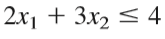 2x₁ + 3x₂ ≤ 4